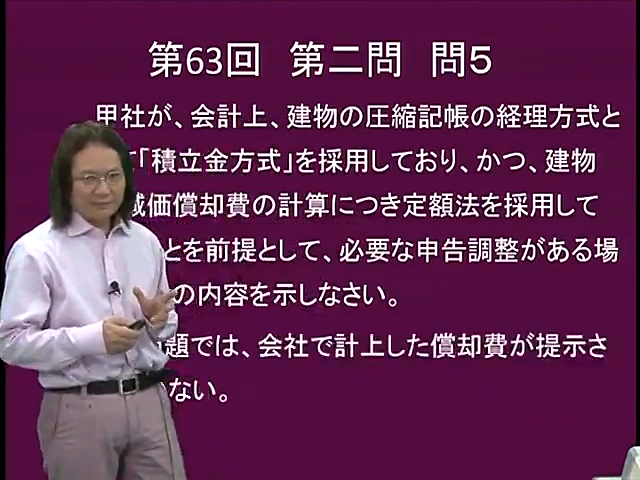 第63回 第二問 問５
甲社が、会計上、建物の圧縮記帳の経理方式と
「積立金方式」を採用しており、かつ、建物
価償却費の計算につき定額法を採用して
とを前提として、必要な申告調整がある場
の内容を示しなさい。
題では、会社で計上した償却費が提示さ
ない。